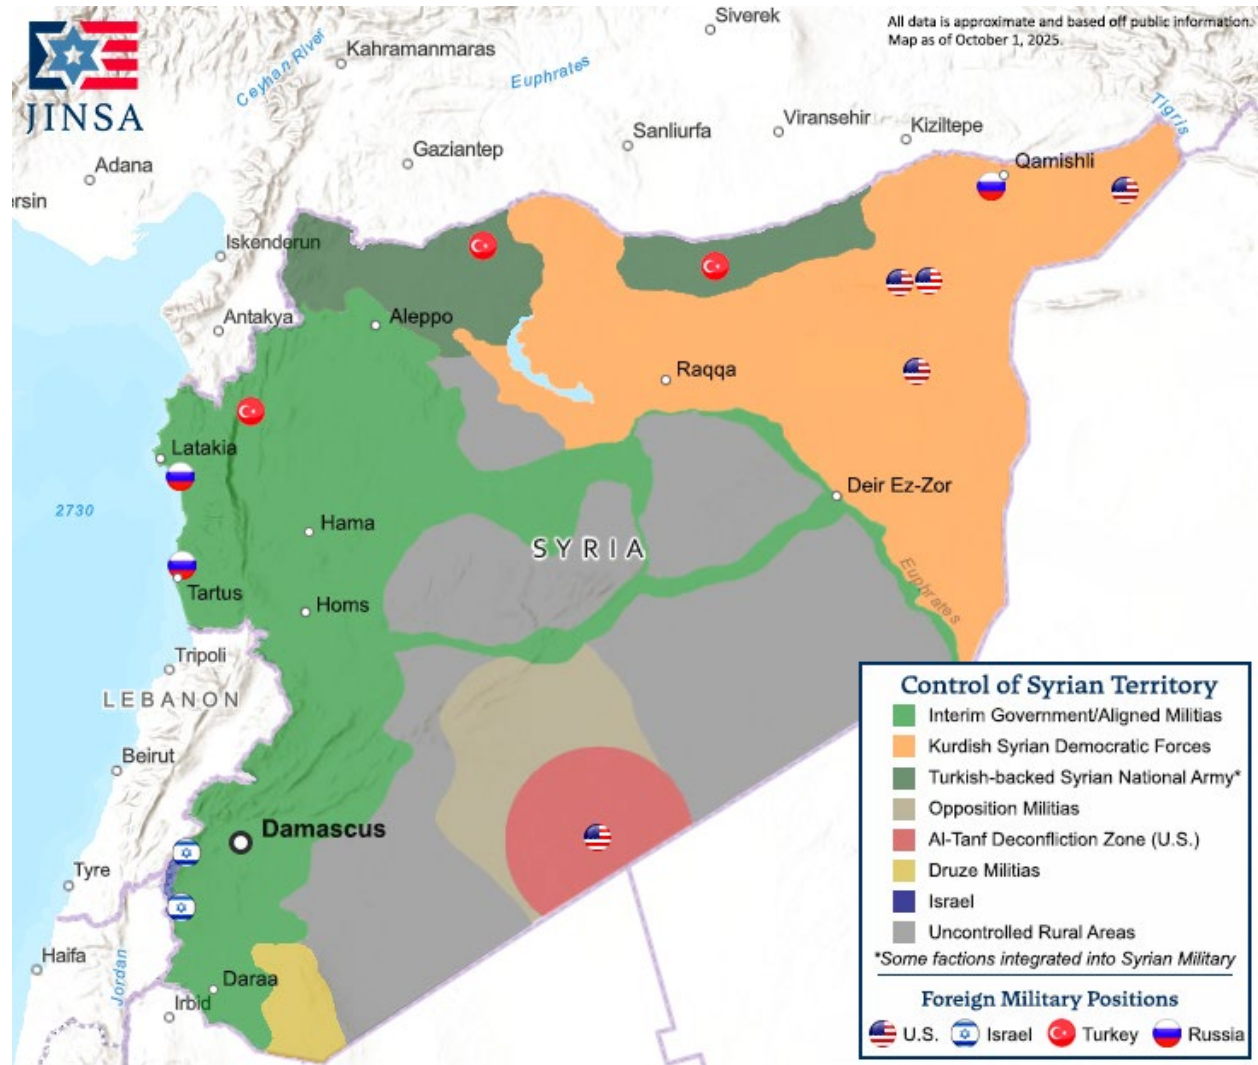 Siverek
All data is approximate and based off public information.
Map as of October 1, 2025.
JINSA
Kahramanmaras
Ceyhan River
Euphrates
Tigris
Viransehir
Kiziltepe
Sanliurfa
Gaziantep
Adana
Qamishli
ersin
Iskenderun
Antakya
Aleppo
Raqqa
Latakia
Deir Ez-Zor
2730
Hama
SYRIA
Euphrates
Tartus
Homs
Tripoli
LEBANON
Beirut
Damascus
Tyre
Haifa
Jordan
Daraa
Irbid
Control of Syrian Territory
Interim Government/Aligned Militias
Kurdish Syrian Democratic Forces
Turkish-backed Syrian National Army*
Opposition Militias
Al-Tanf Deconfliction Zone (U.S.)
Druze Militias
Israel
Uncontrolled Rural Areas
*Some factions integrated into Syrian Military
Foreign Military Positions
U.S. Israel Turkey Russia